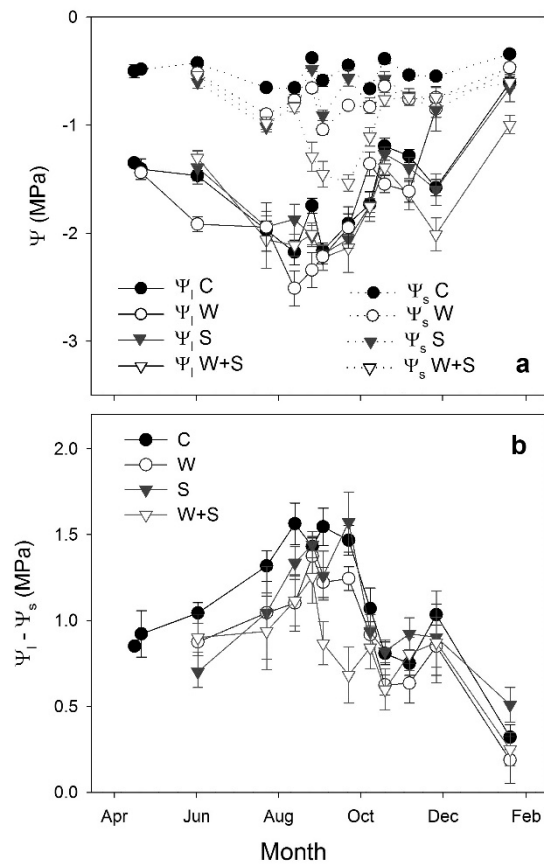 0
-1
-2
-3
Ψ (MPa)
Ψl C
Ψl W
Ψl S
Ψl W+S
Ψs C
Ψs W
Ψs S
Ψs W+S
a
2.0
1.5
1.0
0.5
0.0
Ψl - Ψs (MPa)
C
W
S
W+S
b
Apr Jun Aug Oct Dec Feb
Month